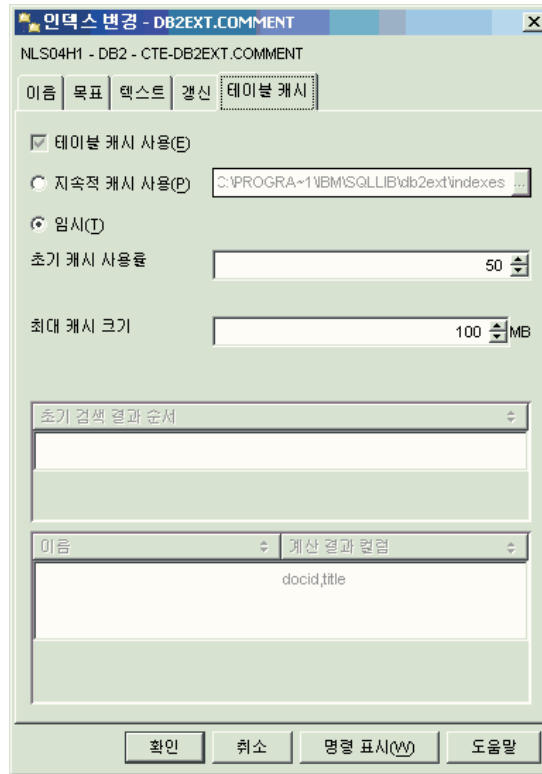 인덱스 변경 - DB2EXT.COMMENT
NLS04H1 - DB2 - CTE-DB2EXT.COMMENT
이름 목표 텍스트 갱신 테이블 캐시
테이블 캐시 사용(E)
지속적 캐시 사용(P) C:\PROGRA~1\IBM\SQLLIB\db2ext\indexes ...
임시(T)
초기 캐시 사용률 50
최대 캐시 크기 100 MB
초기 검색 결과 순서
이름 계산 결과 컬럼
docid,title
확인 취소 명령 표시(W) 도움말